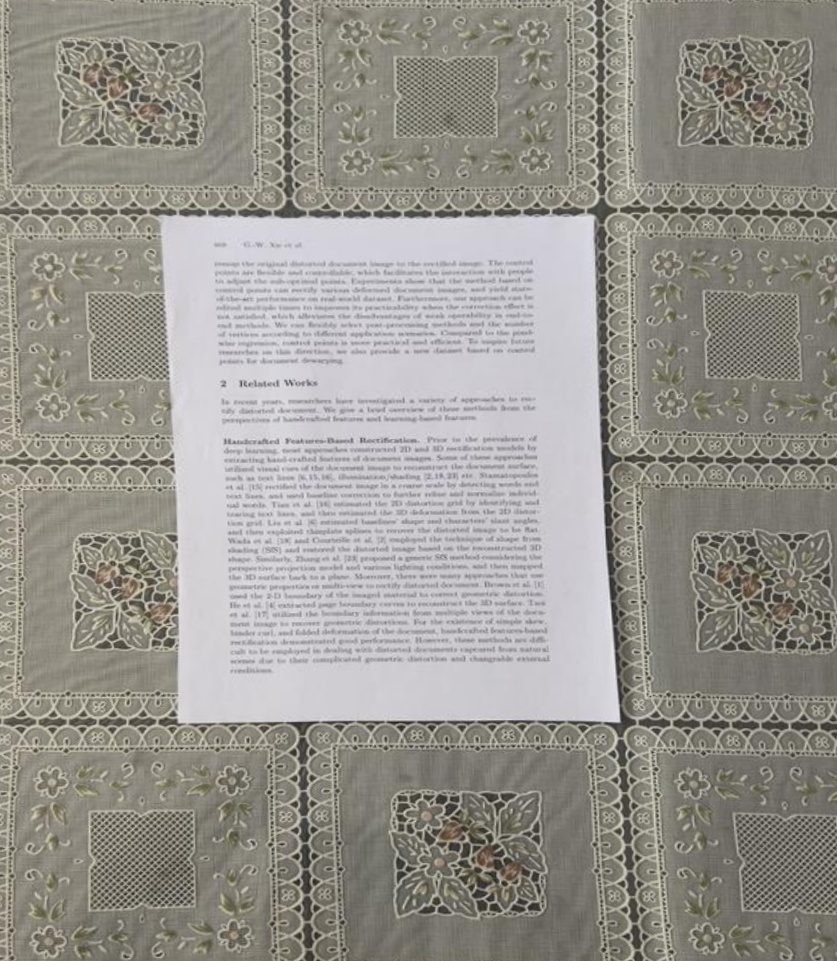 468 G.-W. Xie et al.
ments the original distorted document image to the rectified image. The control
points are flexible and controllable, which facilitates the interaction with people
to adjust the sub-optimal points. Experiments show that the method based on
control points can rectify various deformed document images, and yield state-
of-the-art performance on real-world dataset. Furthermore, our approach can be
edited multiple times to improve its practicability when the correction effect is
not satisfied, which alleviates the disadvantages of weak operability in end-to-
end methods. We can flexibly select post-processing methods and the number
of vertices according to different application scenarios. Compared to the pixel-
wise regression, control points is more practical and efficient. To inspire future
researches on this direction, we also provide a new dataset based on control
points for document dewarping.
2 Related Works
In recent years, researchers have investigated a variety of approaches to rec-
tify distorted document. We give a brief overview of these methods from the
perspectives of handcrafted features and learning-based features.
Handcrafted Features-Based Rectification. Prior to the prevalence of
deep learning, most approaches constructed 2D and 3D rectification models by
extracting hand-crafted features of document images. Some of these approaches
utilized visual cues of the document image to reconstruct the document surface,
such as text lines [6,15,16], illumination/shading [2,18,23] etc. Stamatopoulos
et al. [15] rectified the document image in a coarse scale by detecting words and
text lines, and used baseline correction to further refine and normalize individ-
ual words. Tian et al. [16] estimated the 2D distortion grid by identifying and
tracing text lines, and then estimated the 3D deformation from the 2D distor-
tion grid. Liu et al. [6] estimated baselines' shape and characters' slant angles,
and then exploited thinplate splines to recover the distorted image to be flat.
Wada et al. [18] and Courteille et al. [2] employed the technique of shape from
shading (SfS) and restored the distorted image based on the reconstructed 3D
shape. Similarly, Zhang et al. [23] proposed a generic SfS method considering the
perspective projection model and various lighting conditions, and then mapped
the 3D surface back to a plane. Moreover, there were many approaches that use
geometric properties or multi-view to rectify distorted document. Brown et al. [1]
used the 2-D boundary of the imaged material to correct geometric distortion.
He et al. [4] extracted page boundary curves to reconstruct the 3D surface. Tsoi
et al. [17] utilized the boundary information from multiple views of the docu-
ment image to recover geometric distortions. For the existence of simple skew,
binder curl, and folded deformation of the document, handcrafted features-based
rectification demonstrated good performance. However, these methods are diffi-
cult to be employed in dealing with distorted documents captured from natural
scenes due to their complicated geometric distortion and changeable external
conditions.